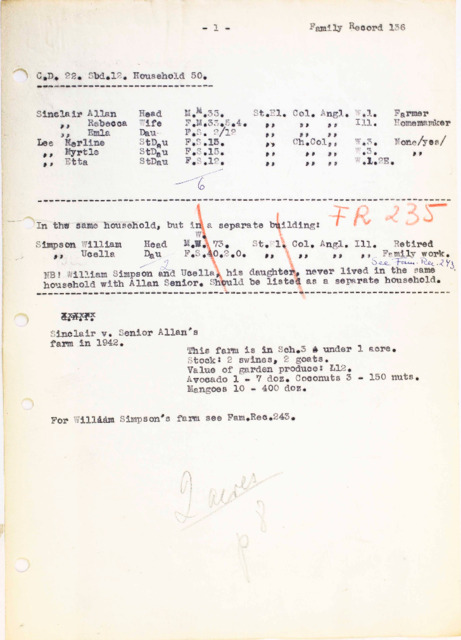 - 1 -
Family Record 136
C.D. 22. Sbd.12. Household 50.
Sinclair Allan Head M.M.33. St.El. Col. Angl. W.1. Farmer
,, Rebecca Wife F.M.33.5.4. ,, ,, ,, Ill. Homemaker
,, Emla Dau F.S. 2/12 ,, ,, ,,
Lee Merline StDau F.S.15. ,, Ch.Col,, W.3. None/yes/
,, Myrtle StDau F.S.13. ,, ,, ,, W.3. ,,
,, Etta StDau F.S.12. ,, ,, ,, W.1.2E.
6
In the same household, but in a separate building:
FR 235
Simpson William Head M.W. 73. St.El. Col. Angl. Ill. Retired
,, Ucella Dau F.S.40.2.0. ,, ,, ,, ,, Family work.
See Fam. Rec. 243.
NB! William Simpson and Ucella, his daughter, never lived in the same
household with Allan Senior. Should be listed as a separate household.
Sinclair v. Senior Allan's
farm in 1942.
This farm is in Sch.3 - under 1 acre.
Stock: 2 swines, 2 goats.
Value of garden produce: £12.
Avocado 1 - 7 doz. Coconuts 3 - 150 nuts.
Mangoes 10 - 400 doz.
For William Simpson's farm see Fam.Rec.243.
2 acres
p 8